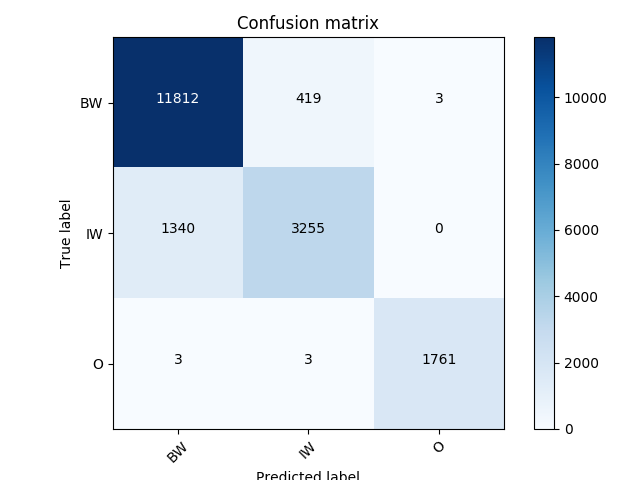 Confusion matrix
BW 11812 419 3
IW 1340 3255 0
O 3 3 1761
BW IW O
True label
Predicted label
10000
8000
6000
4000
2000
0